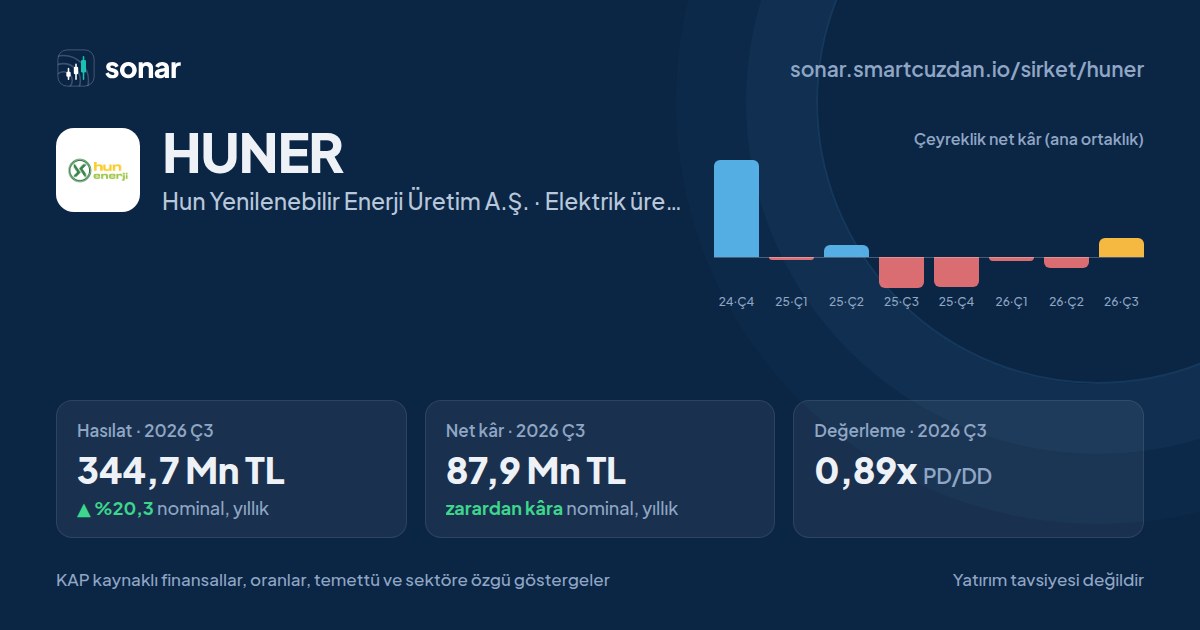 sonar
sonar.smartcuzdan.io/sirket/huner
hun
enerji
HUNER
Hun Yenilenebilir Enerji Üretim A.Ş. · Elektrik üre...
Çeyreklik net kâr (ana ortaklık)
24·Ç4 25·Ç1 25·Ç2 25·Ç3 25·Ç4 26·Ç1 26·Ç2 26·Ç3
Hasılat · 2026 Ç3
344,7 Mn TL
▲ %20,3 nominal, yıllık
Net kâr · 2026 Ç3
87,9 Mn TL
zarardan kâra nominal, yıllık
Değerleme · 2026 Ç3
0,89x PD/DD
KAP kaynaklı finansallar, oranlar, temettü ve sektöre özgü göstergeler
Yatırım tavsiyesi değildir